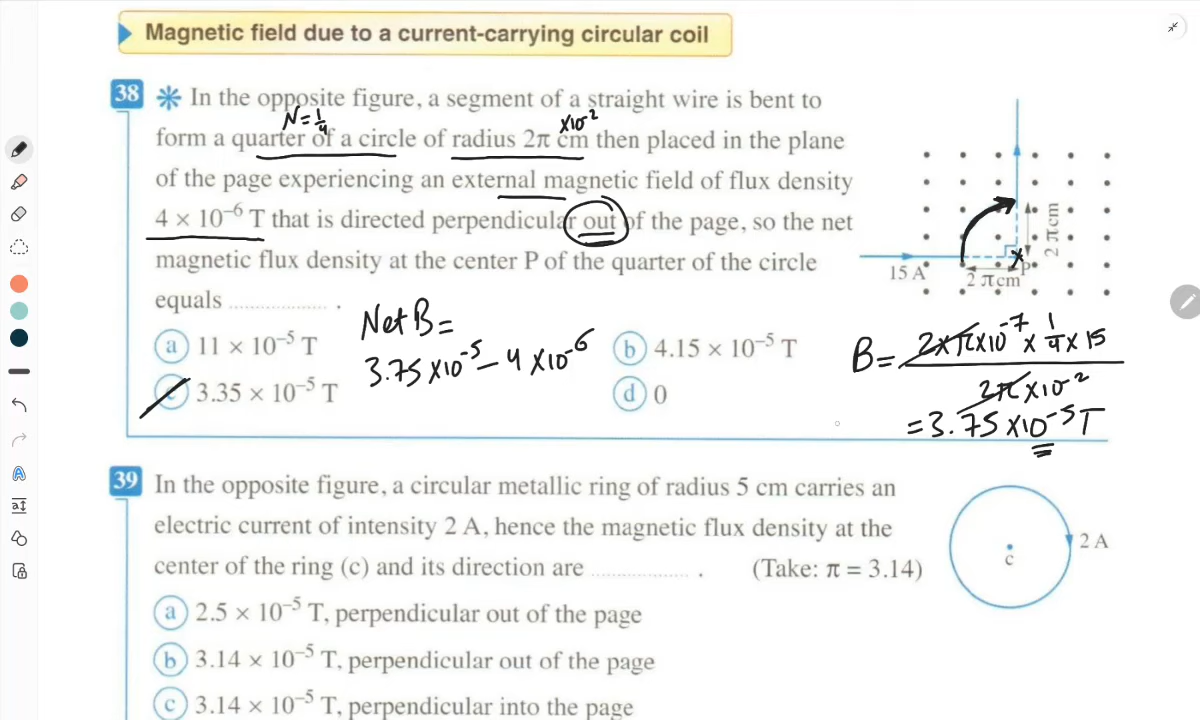 Magnetic field due to a current-carrying circular coil
38 * In the opposite figure, a segment of a straight wire is bent to
N = 1/4
×10⁻²
form a quarter of a circle of radius 2π cm then placed in the plane
of the page experiencing an external magnetic field of flux density
4 × 10⁻⁶ T that is directed perpendicular out of the page, so the net
magnetic flux density at the center P of the quarter of the circle
equals ................ .
15 A
2 π cm
2 π cm
P
Net B =
3.75 × 10⁻⁵ − 4 × 10⁻⁶
a 11 × 10⁻⁵ T
b 4.15 × 10⁻⁵ T
c 3.35 × 10⁻⁵ T
d 0
B = 2×π×10⁻⁷ × 1/4 × 15
2π×10⁻²
= 3.75 ×10⁻⁵ T
39 In the opposite figure, a circular metallic ring of radius 5 cm carries an
electric current of intensity 2 A, hence the magnetic flux density at the
center of the ring (c) and its direction are ................ . (Take: π = 3.14)
2 A
c
a 2.5 × 10⁻⁵ T, perpendicular out of the page
b 3.14 × 10⁻⁵ T, perpendicular out of the page
c 3.14 × 10⁻⁵ T, perpendicular into the page